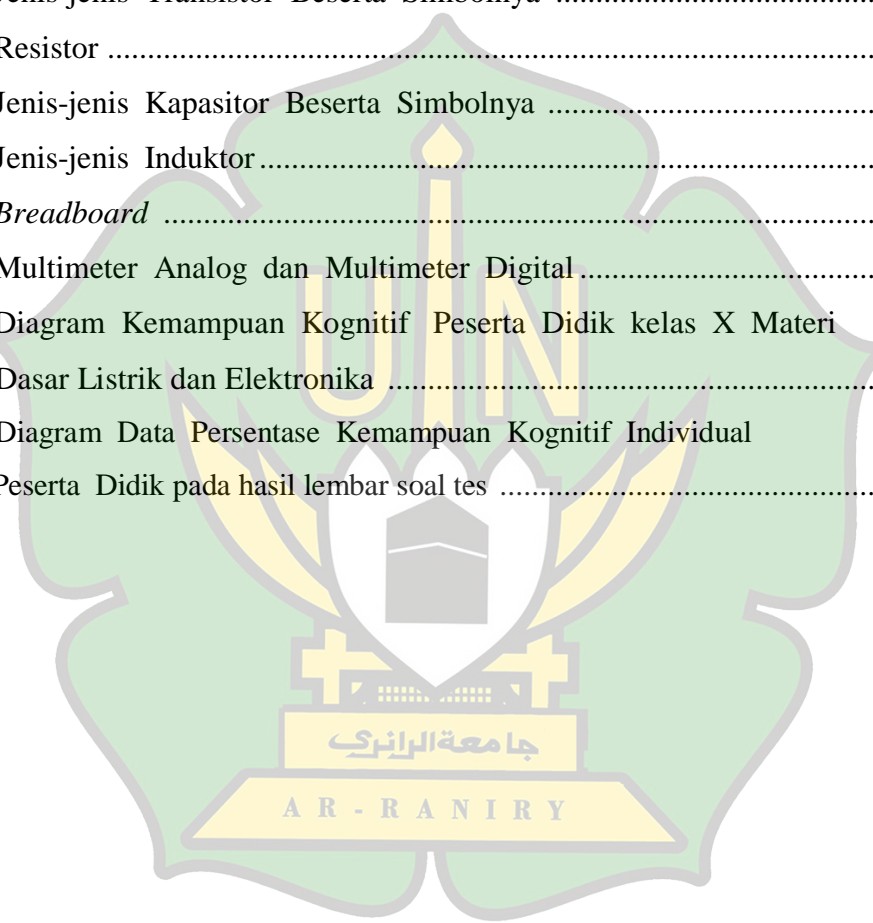 Jenis-jenis Transistor Beserta Simbolnya ........................................
Resistor ................................................................................................
Jenis-jenis Kapasitor Beserta Simbolnya .........................................
Jenis-jenis Induktor .............................................................................
Breadboard .........................................................................................
Multimeter Analog dan Multimeter Digital .....................................
Diagram Kemampuan Kognitif Peserta Didik kelas X Materi
Dasar Listrik dan Elektronika .............................................................
Diagram Data Persentase Kemampuan Kognitif Individual
Peserta Didik pada hasil lembar soal tes ...............................................
UIN
جامعةالرانري
AR-RANIRY